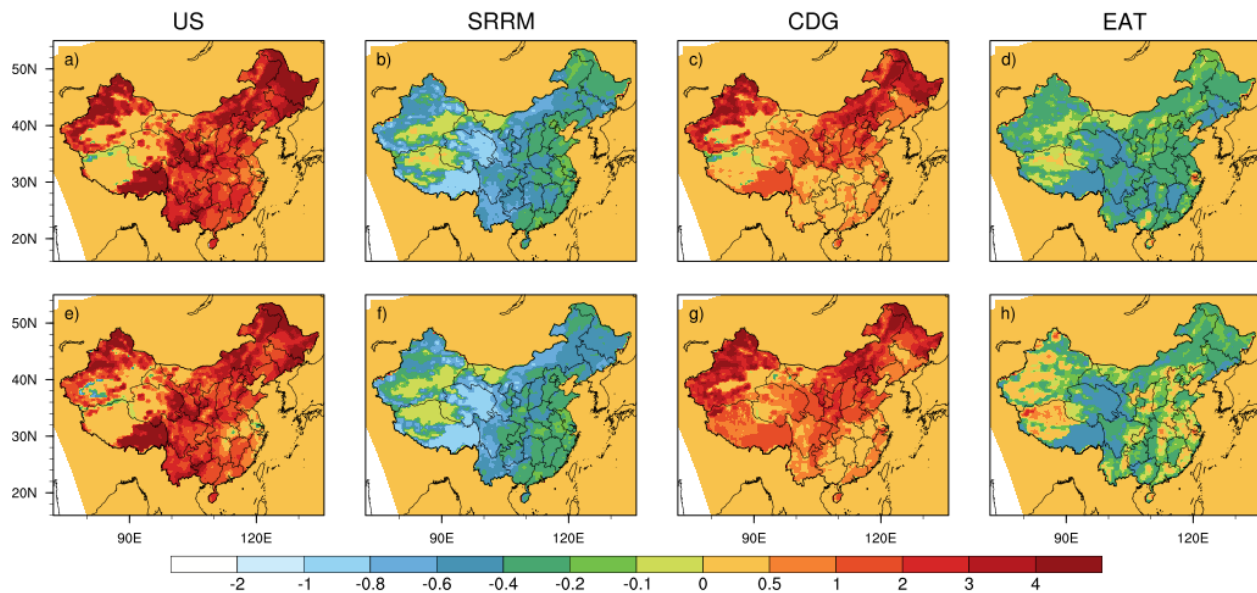 US SRRM CDG EAT
50N a) b) c) d)
40N
30N
20N
50N e) f) g) h)
40N
30N
20N
90E 120E 90E 120E 90E 120E 90E 120E
-2 -1 -0.8 -0.6 -0.4 -0.2 -0.1 0 0.5 1 2 3 4